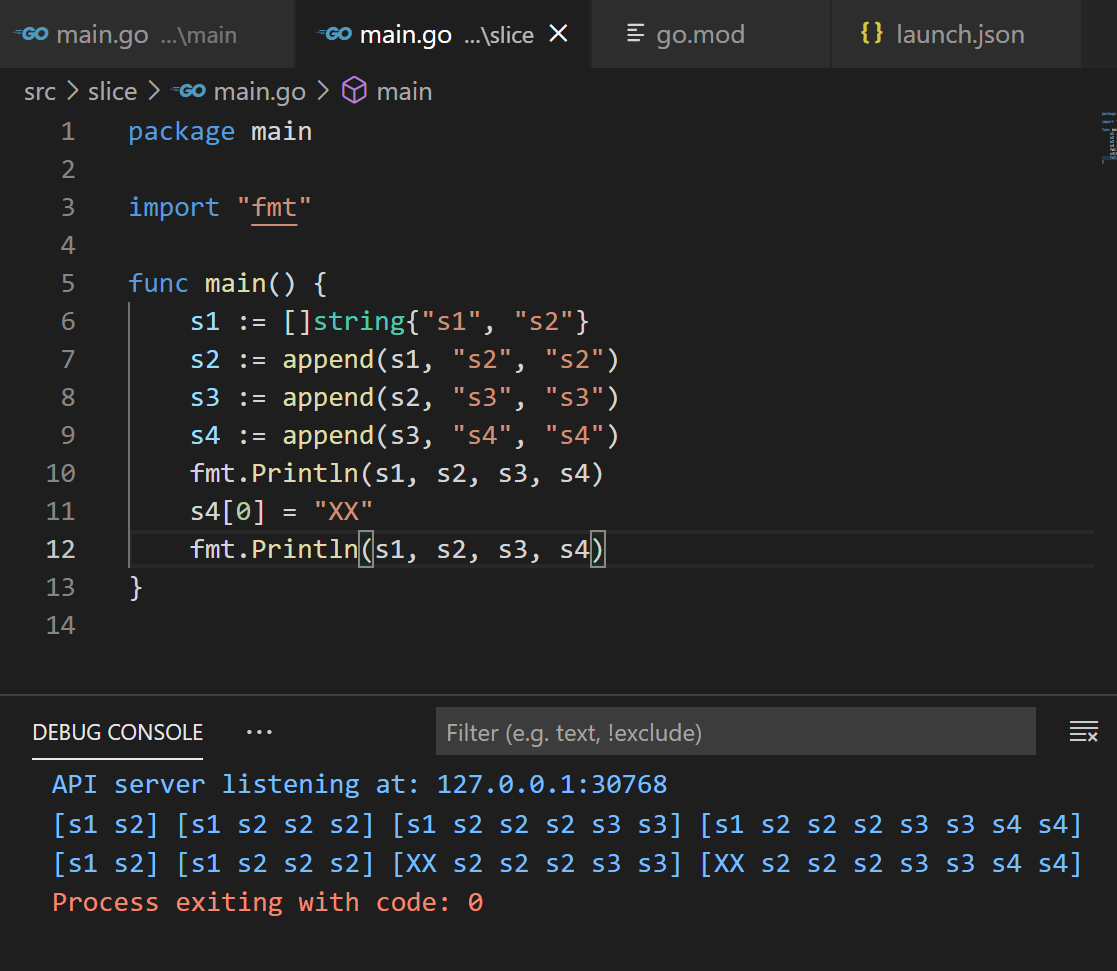 GO main.go ...\main GO main.go ...\slice go.mod {} launch.json
src > slice > GO main.go > main
1 package main
2
3 import "fmt"
4
5 func main() {
6 s1 := []string{"s1", "s2"}
7 s2 := append(s1, "s2", "s2")
8 s3 := append(s2, "s3", "s3")
9 s4 := append(s3, "s4", "s4")
10 fmt.Println(s1, s2, s3, s4)
11 s4[0] = "XX"
12 fmt.Println(s1, s2, s3, s4)
13 }
14
DEBUG CONSOLE ... Filter (e.g. text, !exclude)
API server listening at: 127.0.0.1:30768
[s1 s2] [s1 s2 s2 s2] [s1 s2 s2 s2 s3 s3] [s1 s2 s2 s2 s3 s3 s4 s4]
[s1 s2] [s1 s2 s2 s2] [XX s2 s2 s2 s3 s3] [XX s2 s2 s2 s3 s3 s4 s4]
Process exiting with code: 0